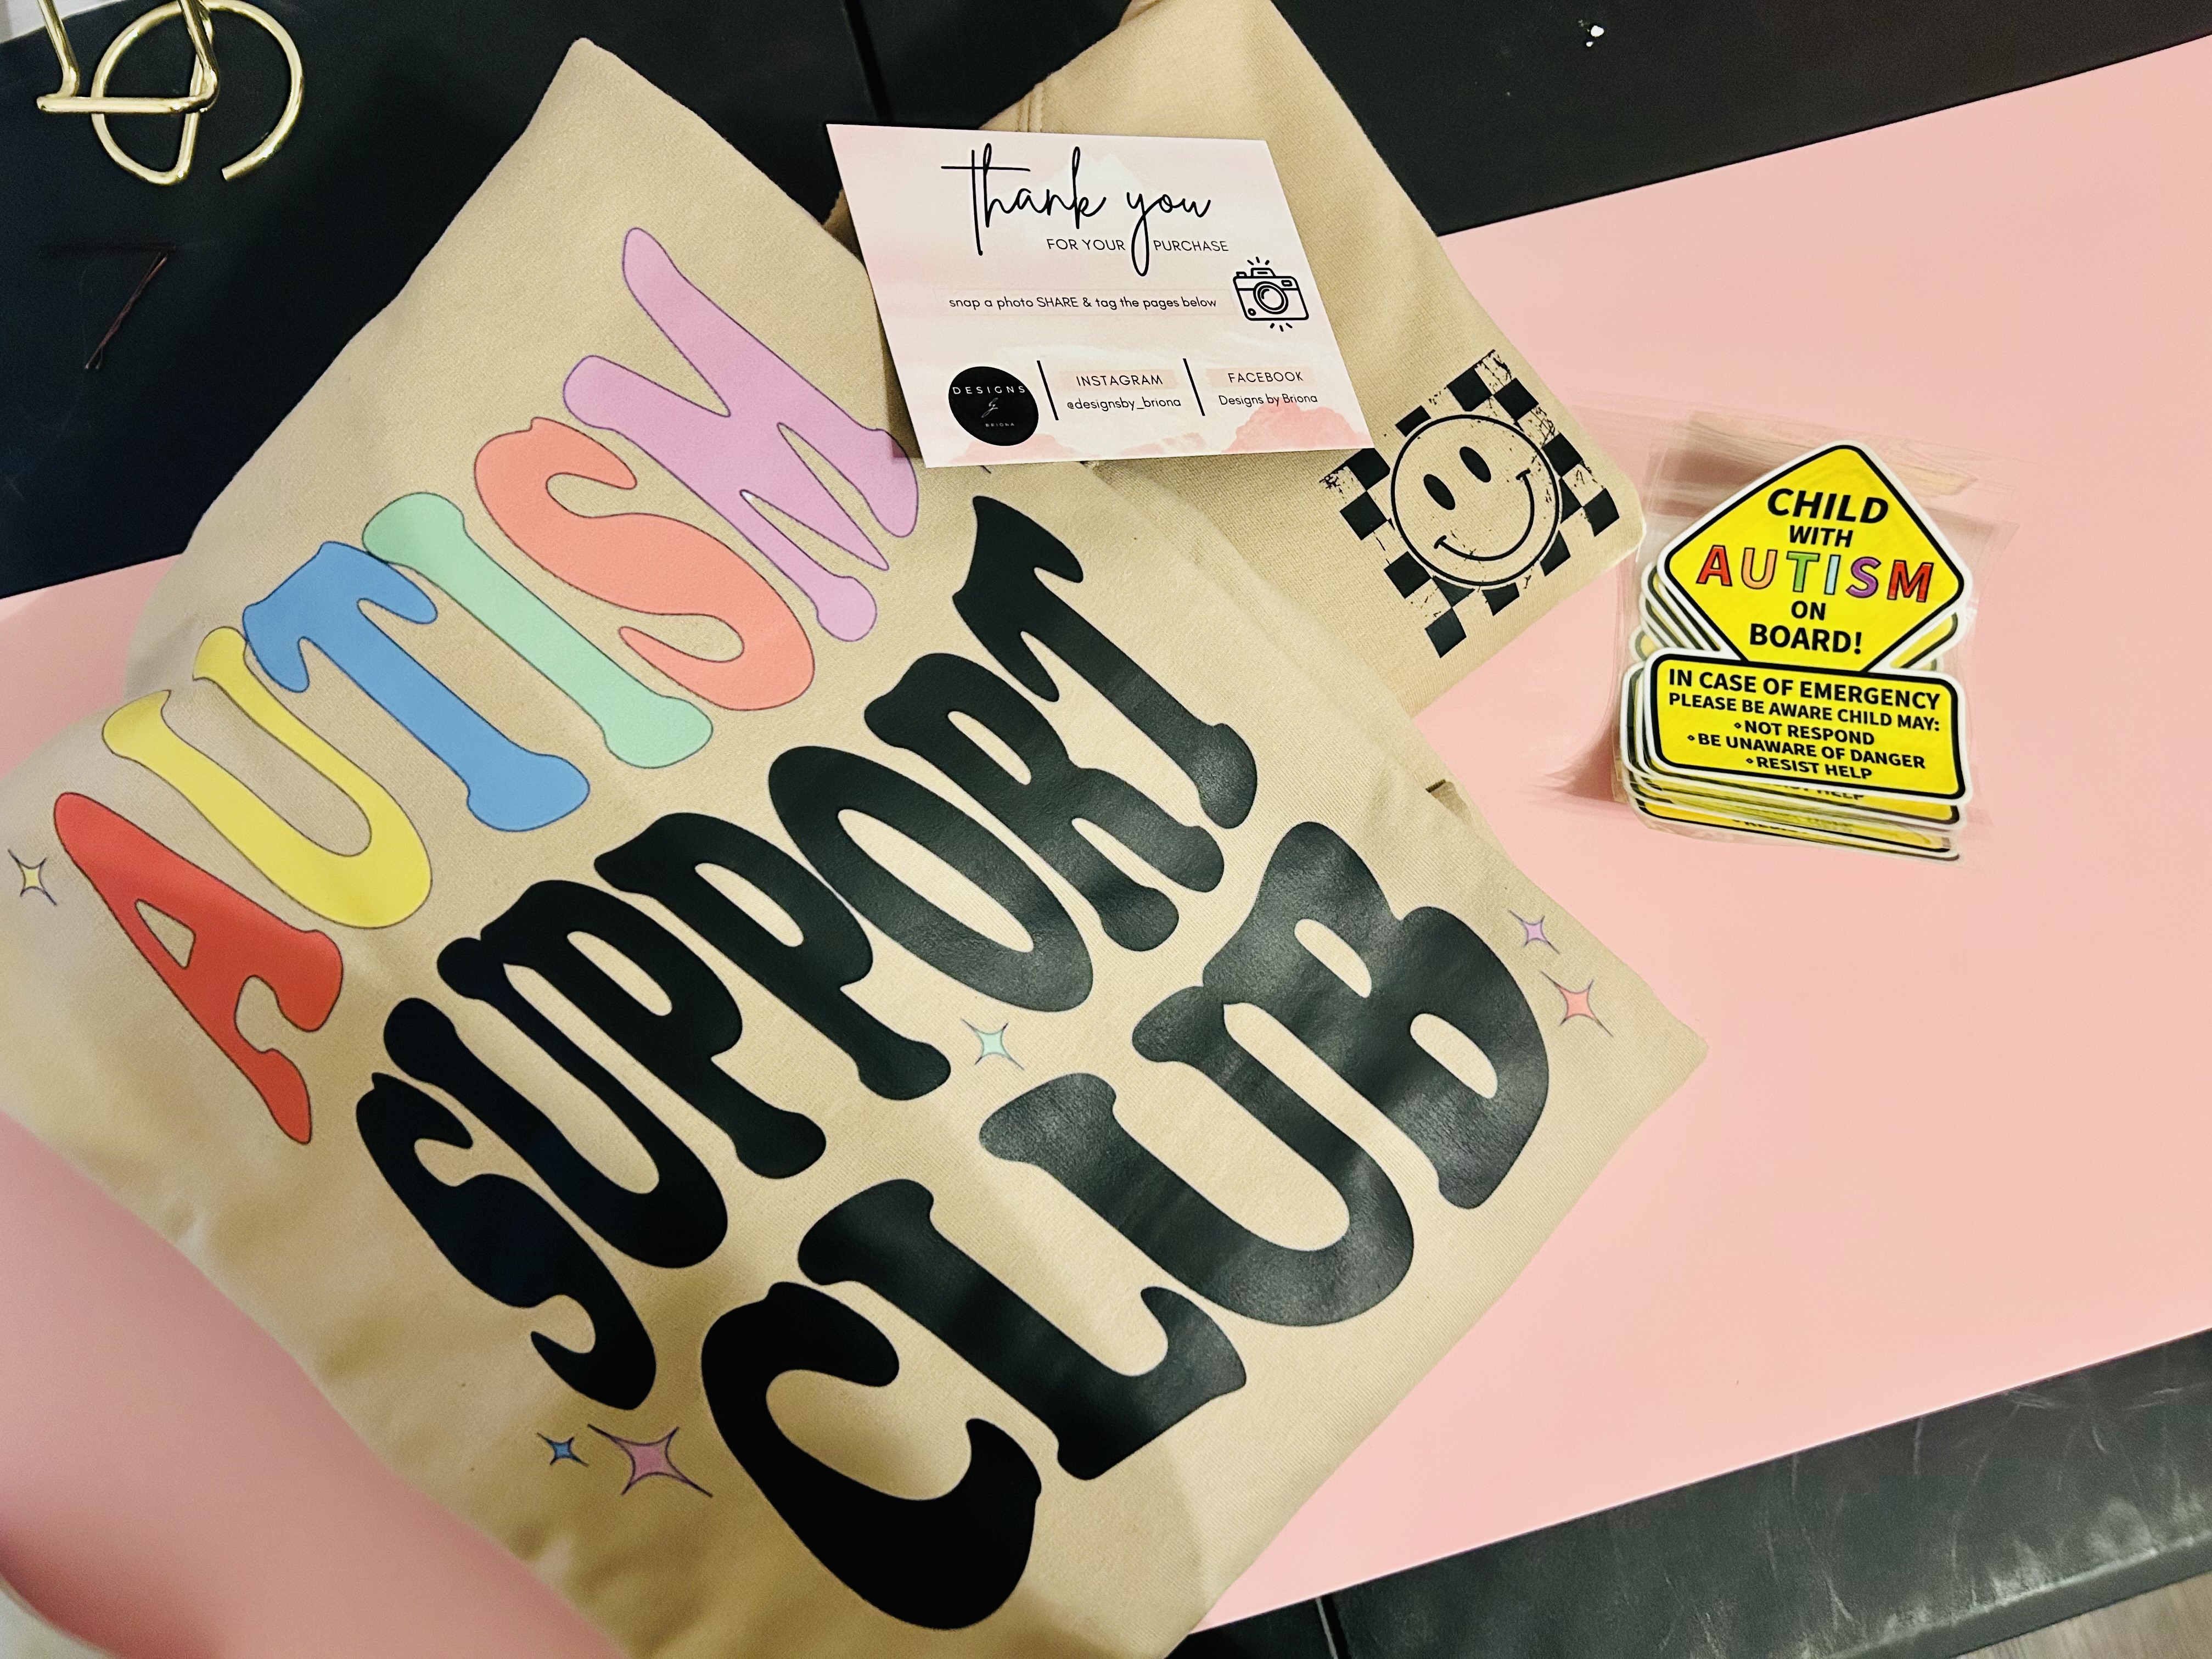 thank you
FOR YOUR PURCHASE
snap a photo SHARE & tag the pages below
DESIGNS
by
BRIONA
INSTAGRAM
@designsby_briona
FACEBOOK
Designs by Briona
AUTISM
SUPPORT
CLUB
CHILD
WITH
AUTISM
ON
BOARD!
IN CASE OF EMERGENCY
PLEASE BE AWARE CHILD MAY:
⋄NOT RESPOND
⋄BE UNAWARE OF DANGER
⋄RESIST HELP